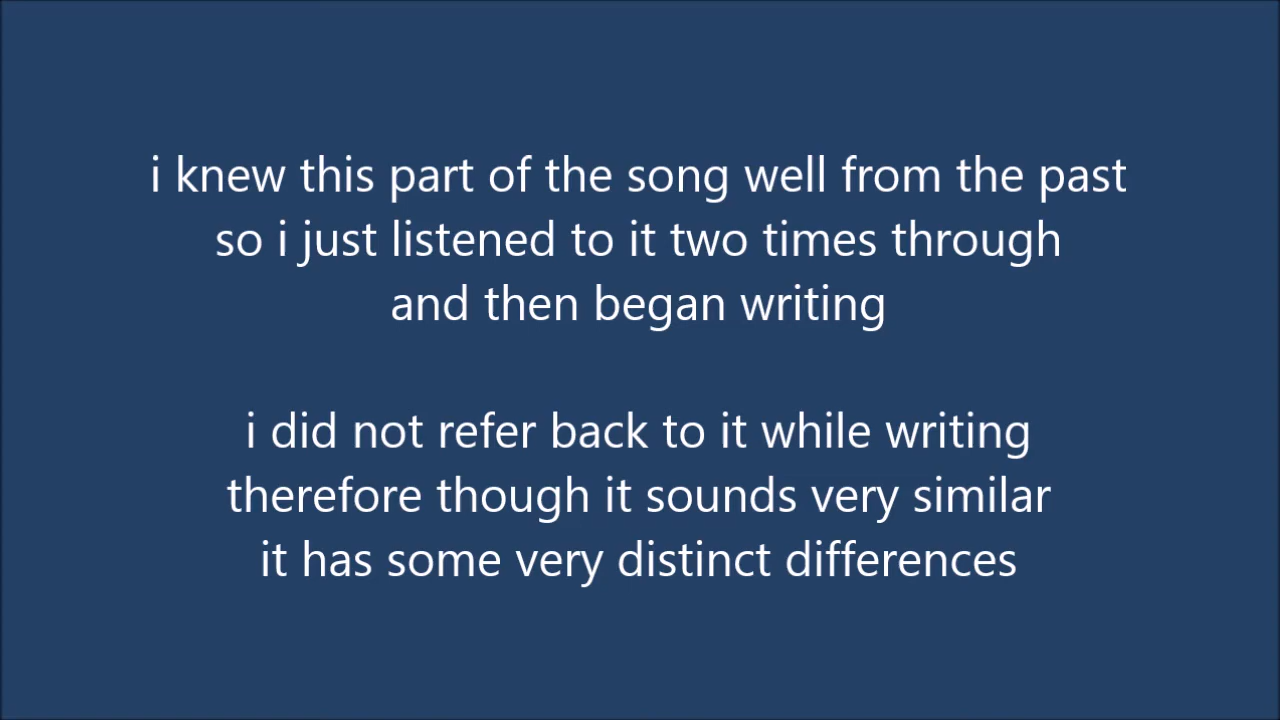 i knew this part of the song well from the past
so i just listened to it two times through
and then began writing
i did not refer back to it while writing
therefore though it sounds very similar
it has some very distinct differences